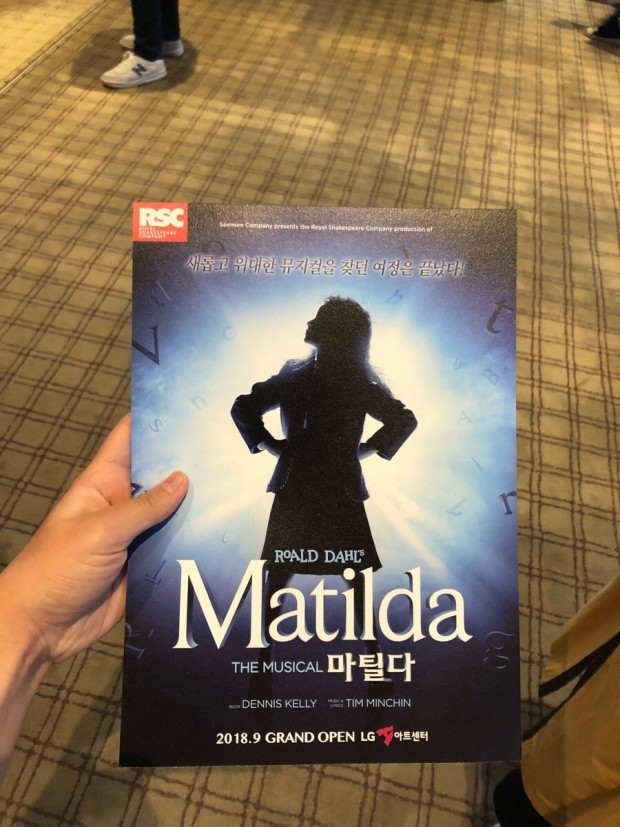 RSC
ROYAL
SHAKESPEARE
COMPANY
Seensee Company presents the Royal Shakespeare Company production of
새롭고 위대한 뮤지컬을 찾던 여정은 끝났다!
ROALD DAHL'S
Matilda
THE MUSICAL 마틸다
BOOK DENNIS KELLY MUSIC & LYRICS TIM MINCHIN
2018.9 GRAND OPEN LG 아트센터